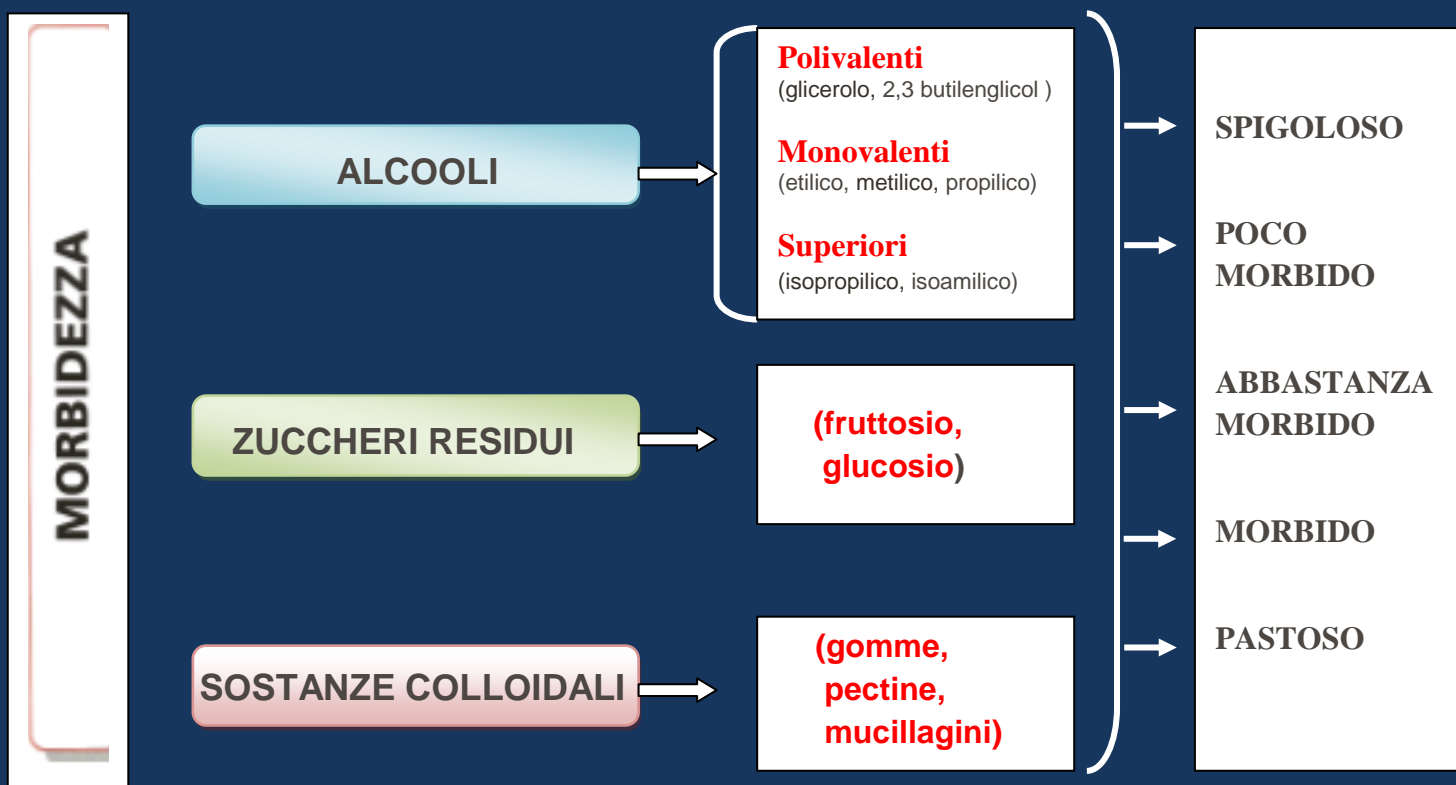 MORBIDEZZA
ALCOOLI
Polivalenti
(glicerolo, 2,3 butilenglicol )
Monovalenti
(etilico, metilico, propilico)
Superiori
(isopropilico, isoamilico)
ZUCCHERI RESIDUI
(fruttosio,
glucosio)
SOSTANZE COLLOIDALI
(gomme,
pectine,
mucillagini)
SPIGOLOSO
POCO
MORBIDO
ABBASTANZA
MORBIDO
MORBIDO
PASTOSO